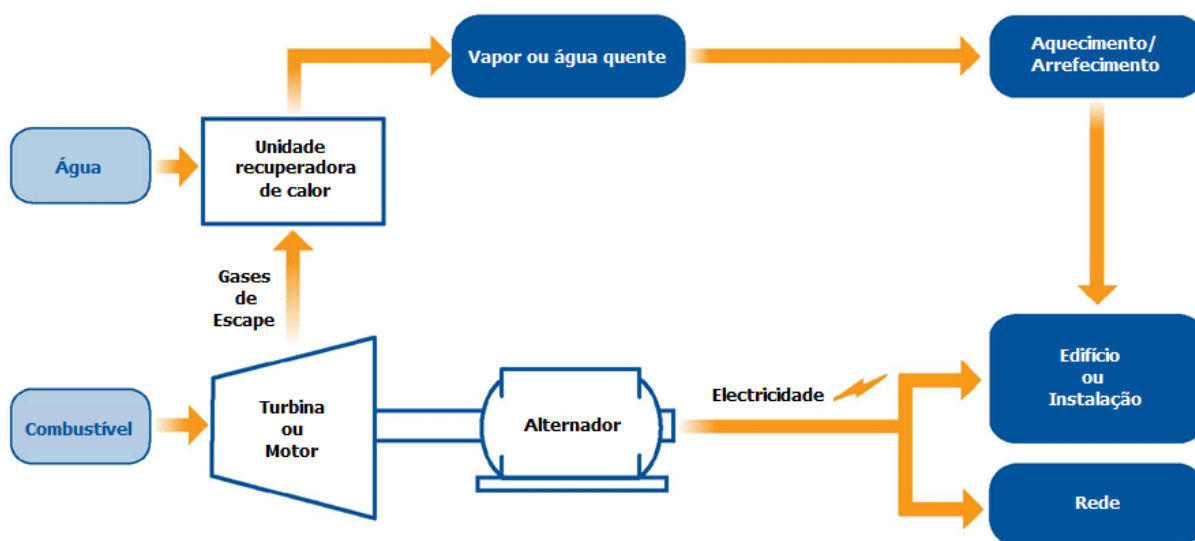 Vapor ou água quente
Aquecimento/
Arrefecimento
Água
Unidade
recuperadora
de calor
Gases
de
Escape
Combustível
Turbina
ou
Motor
Alternador
Electricidade
Edifício
ou
Instalação
Rede